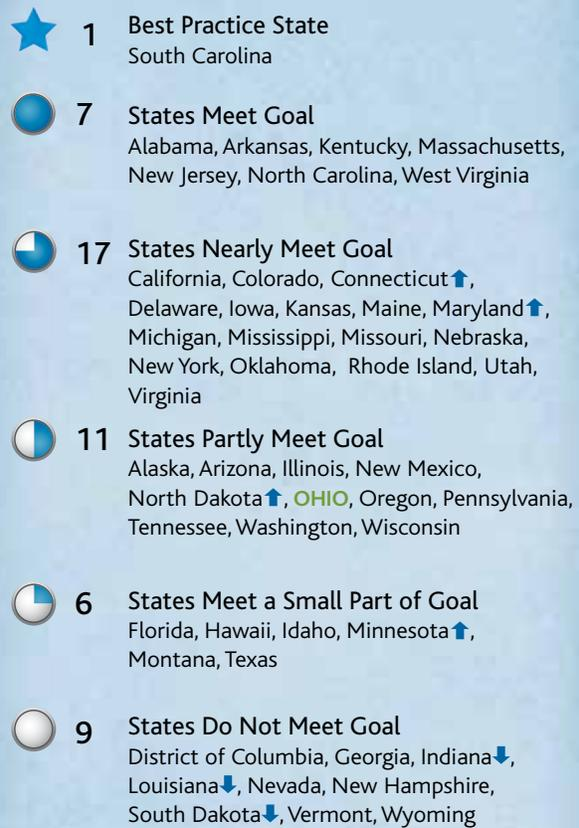 1 Best Practice State
South Carolina
7 States Meet Goal
Alabama, Arkansas, Kentucky, Massachusetts,
New Jersey, North Carolina, West Virginia
17 States Nearly Meet Goal
California, Colorado, Connecticut⬆,
Delaware, Iowa, Kansas, Maine, Maryland⬆,
Michigan, Mississippi, Missouri, Nebraska,
New York, Oklahoma, Rhode Island, Utah,
Virginia
11 States Partly Meet Goal
Alaska, Arizona, Illinois, New Mexico,
North Dakota⬆, OHIO, Oregon, Pennsylvania,
Tennessee, Washington, Wisconsin
6 States Meet a Small Part of Goal
Florida, Hawaii, Idaho, Minnesota⬆,
Montana, Texas
9 States Do Not Meet Goal
District of Columbia, Georgia, Indiana⬇,
Louisiana⬇, Nevada, New Hampshire,
South Dakota⬇, Vermont, Wyoming